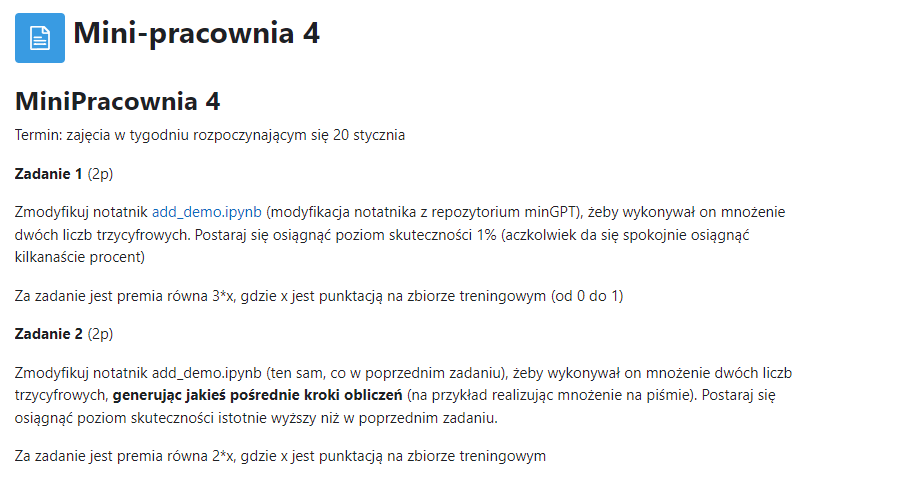 Mini-pracownia 4
MiniPracownia 4
Termin: zajęcia w tygodniu rozpoczynającym się 20 stycznia
Zadanie 1 (2p)
Zmodyfikuj notatnik add_demo.ipynb (modyfikacja notatnika z repozytorium minGPT), żeby wykonywał on mnożenie
dwóch liczb trzycyfrowych. Postaraj się osiągnąć poziom skuteczności 1% (aczkolwiek da się spokojnie osiągnąć
kilkanaście procent)
Za zadanie jest premia równa 3*x, gdzie x jest punktacją na zbiorze treningowym (od 0 do 1)
Zadanie 2 (2p)
Zmodyfikuj notatnik add_demo.ipynb (ten sam, co w poprzednim zadaniu), żeby wykonywał on mnożenie dwóch liczb
trzycyfrowych, generując jakieś pośrednie kroki obliczeń (na przykład realizując mnożenie na piśmie). Postaraj się
osiągnąć poziom skuteczności istotnie wyższy niż w poprzednim zadaniu.
Za zadanie jest premia równa 2*x, gdzie x jest punktacją na zbiorze treningowym